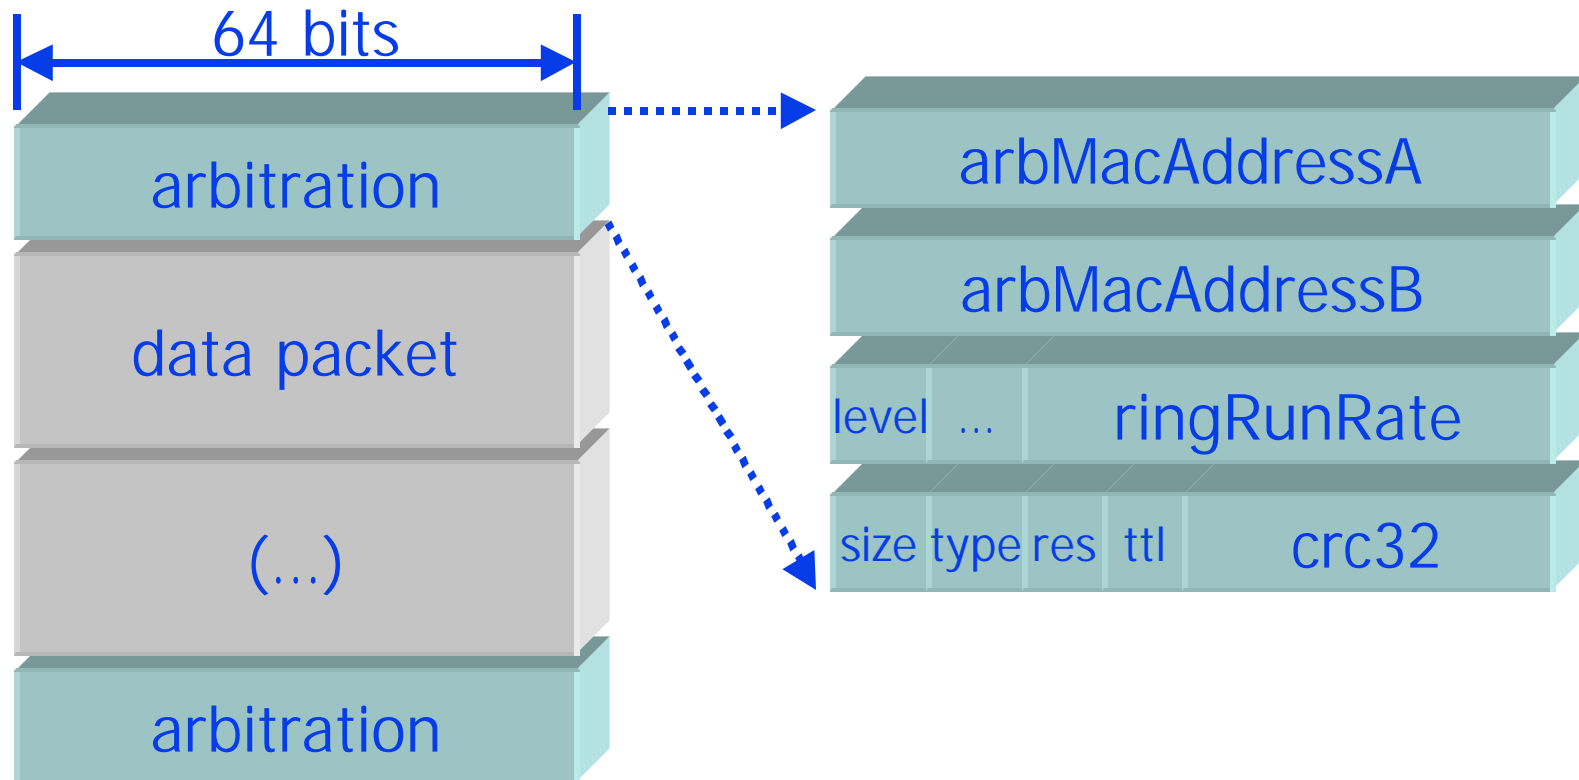 64 bits
arbitration
data packet
(...)
arbitration
arbMacAddressA
arbMacAddressB
level ... ringRunRate
size type res ttl crc32